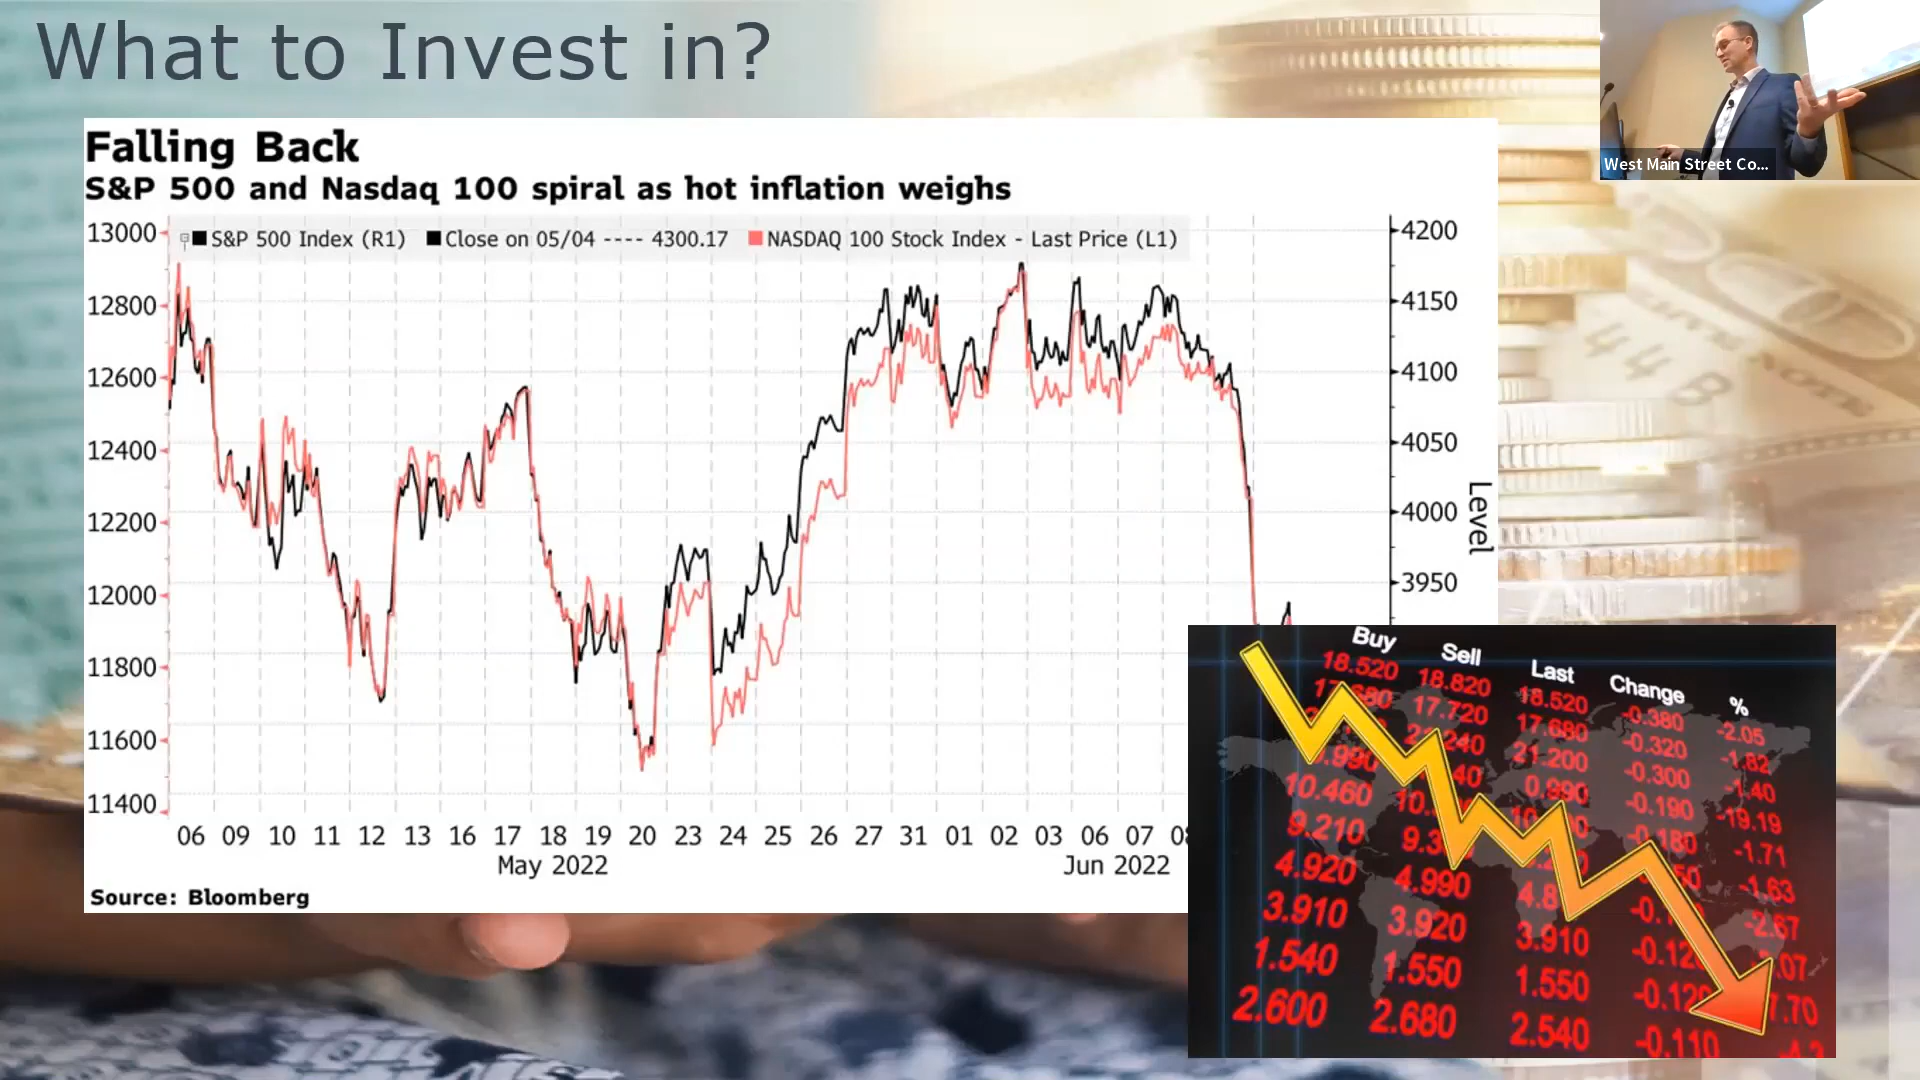 What to Invest in?
West Main Street Co...
Falling Back
S&P 500 and Nasdaq 100 spiral as hot inflation weighs
S&P 500 Index (R1) Close on 05/04 ---- 4300.17 NASDAQ 100 Stock Index - Last Price (L1)
13000
12800
12600
12400
12200
12000
11800
11600
11400
4200
4150
4100
4050
4000
3950
Level
06 09 10 11 12 13 16 17 18 19 20 23 24 25 26 27 31 01 02 03 06 07
May 2022 Jun 2022
Source: Bloomberg
Buy Sell Last Change %
18.520 18.820 18.520 -0.380 -2.05
17.720 17.680 -0.320 -1.82
21.200 -0.300
0.990 -0.190 -19.19
10.460 -0.180 -1.71
9.210 -1.63
4.920 4.990 -2.67
3.910 3.920 3.910
1.540 1.550 1.550
2.600 2.680 2.540 -0.110
44B